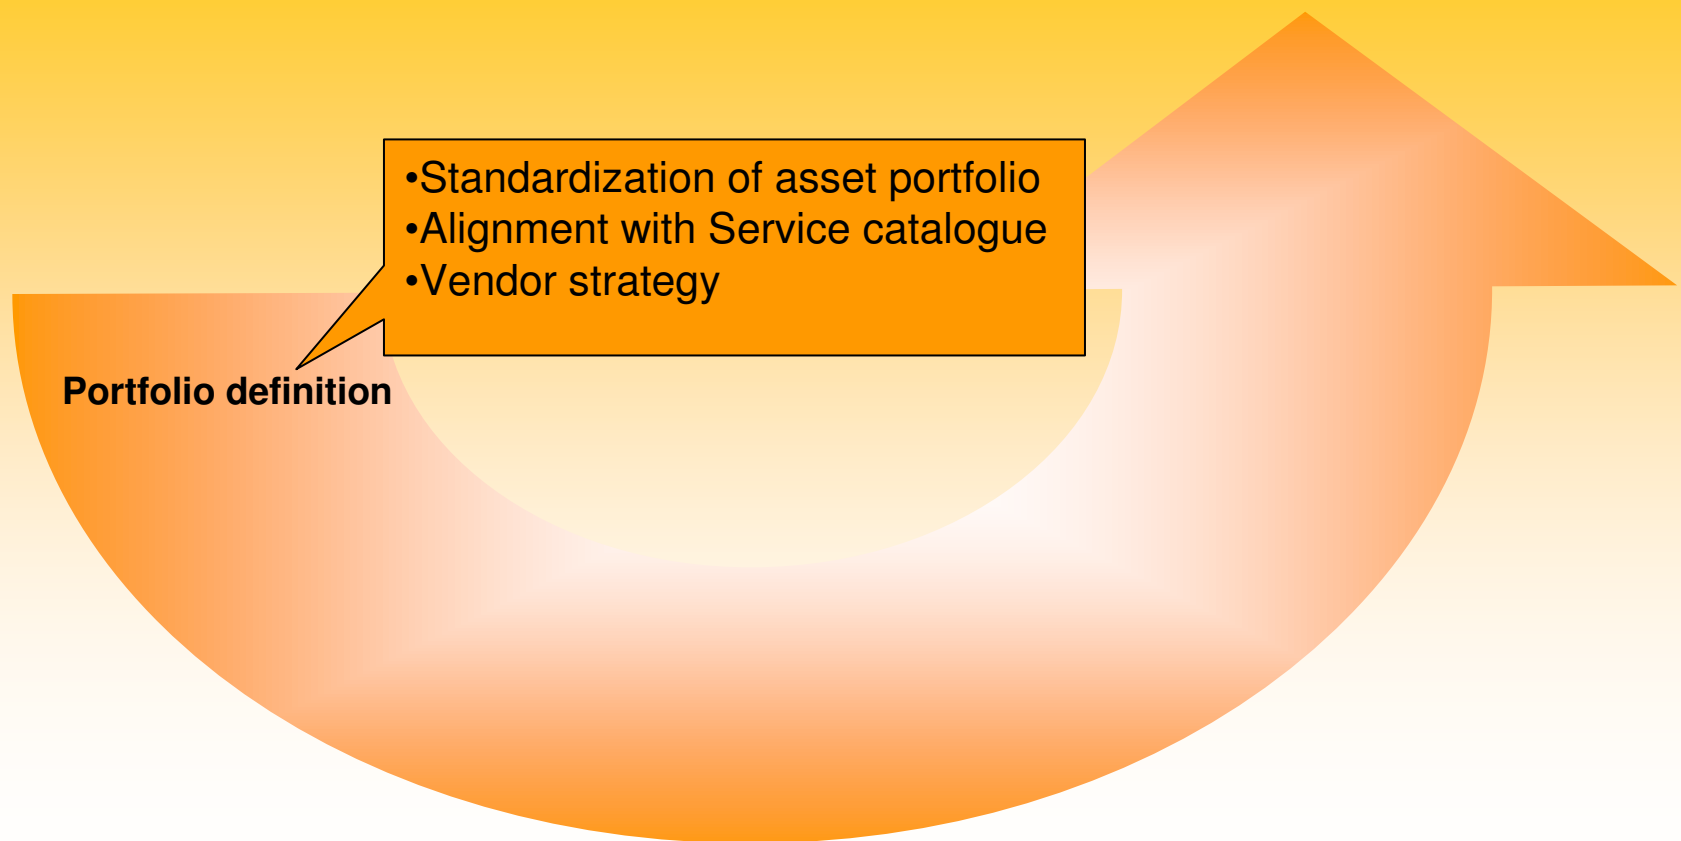 •Standardization of asset portfolio
•Alignment with Service catalogue
•Vendor strategy
Portfolio definition